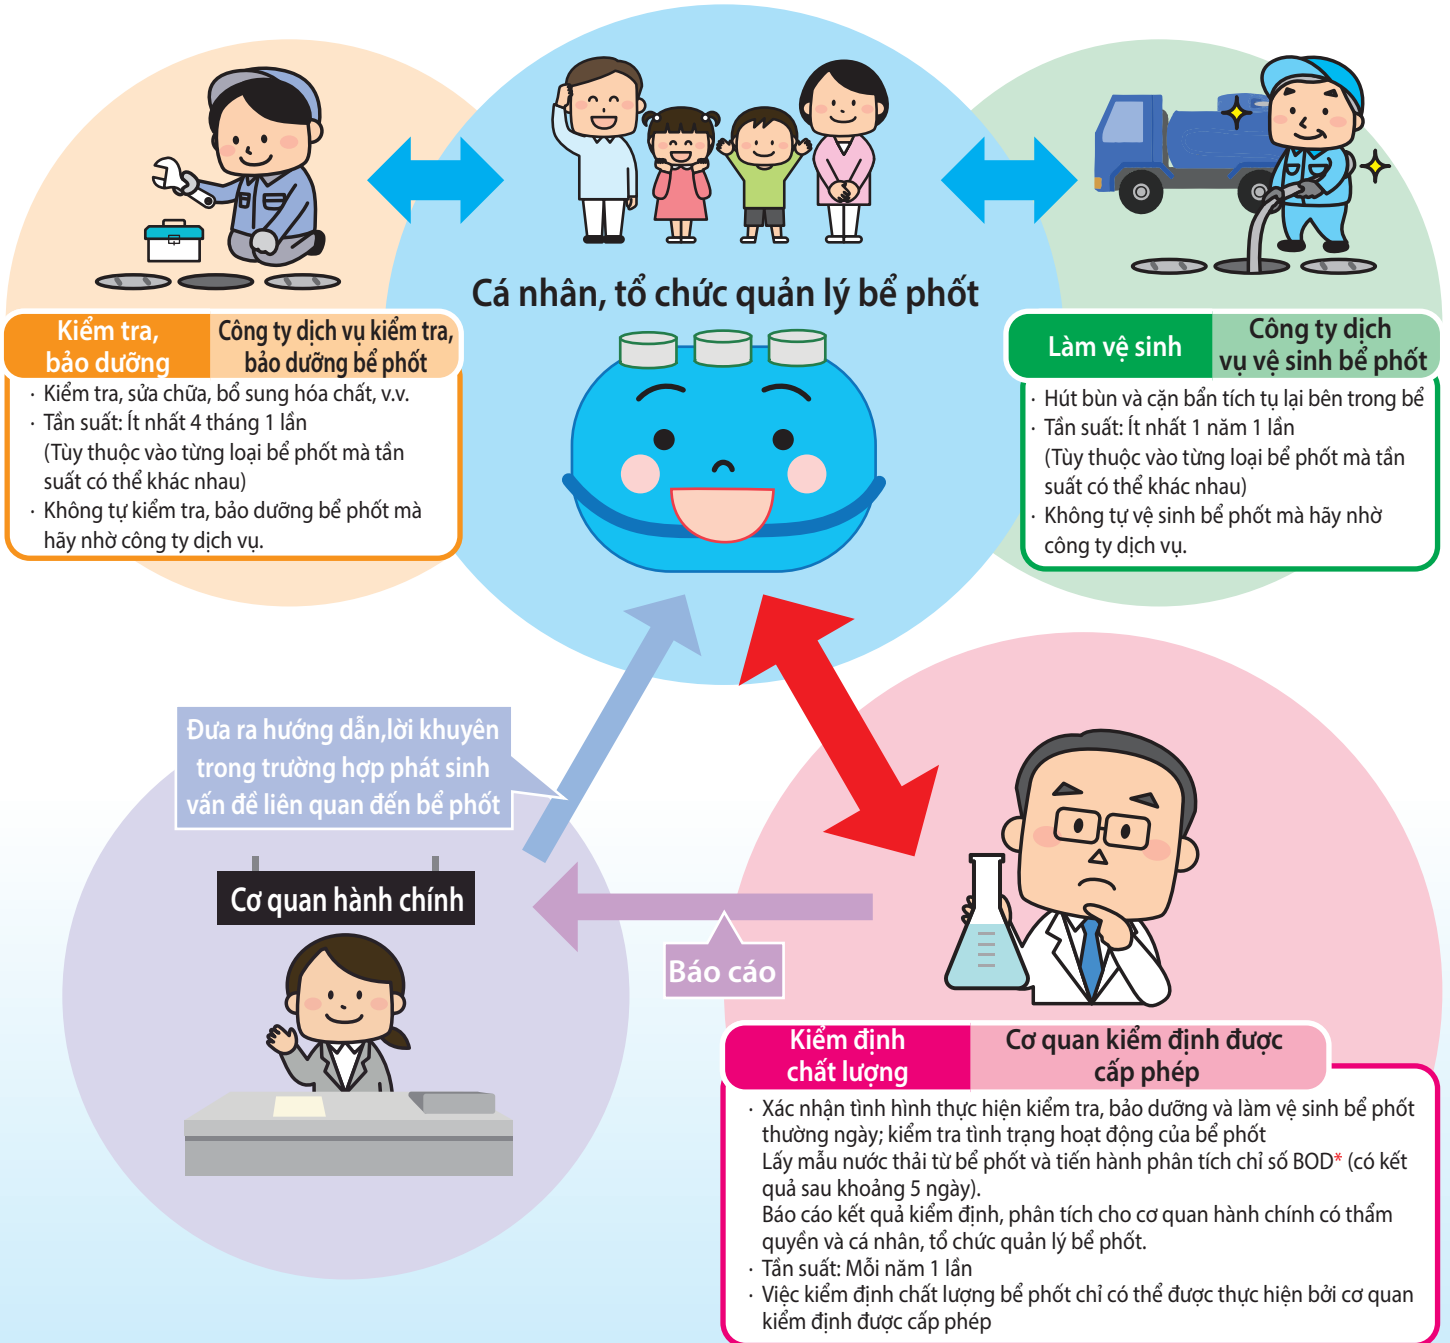 Cá nhân, tổ chức quản lý bể phốt
Kiểm tra,
bảo dưỡng
Công ty dịch vụ kiểm tra,
bảo dưỡng bể phốt
· Kiểm tra, sửa chữa, bổ sung hóa chất, v.v.
· Tần suất: Ít nhất 4 tháng 1 lần
(Tùy thuộc vào từng loại bể phốt mà tần
suất có thể khác nhau)
· Không tự kiểm tra, bảo dưỡng bể phốt mà
hãy nhờ công ty dịch vụ.
Làm vệ sinh
Công ty dịch
vụ vệ sinh bể phốt
· Hút bùn và cặn bẩn tích tụ lại bên trong bể
· Tần suất: Ít nhất 1 năm 1 lần
(Tùy thuộc vào từng loại bể phốt mà tần
suất có thể khác nhau)
· Không tự vệ sinh bể phốt mà hãy nhờ
công ty dịch vụ.
Đưa ra hướng dẫn,lời khuyên
trong trường hợp phát sinh
vấn đề liên quan đến bể phốt
Cơ quan hành chính
Báo cáo
Kiểm định
chất lượng
Cơ quan kiểm định được
cấp phép
· Xác nhận tình hình thực hiện kiểm tra, bảo dưỡng và làm vệ sinh bể phốt
thường ngày; kiểm tra tình trạng hoạt động của bể phốt
Lấy mẫu nước thải từ bể phốt và tiến hành phân tích chỉ số BOD* (có kết
quả sau khoảng 5 ngày).
Báo cáo kết quả kiểm định, phân tích cho cơ quan hành chính có thẩm
quyền và cá nhân, tổ chức quản lý bể phốt.
· Tần suất: Mỗi năm 1 lần
· Việc kiểm định chất lượng bể phốt chỉ có thể được thực hiện bởi cơ quan
kiểm định được cấp phép